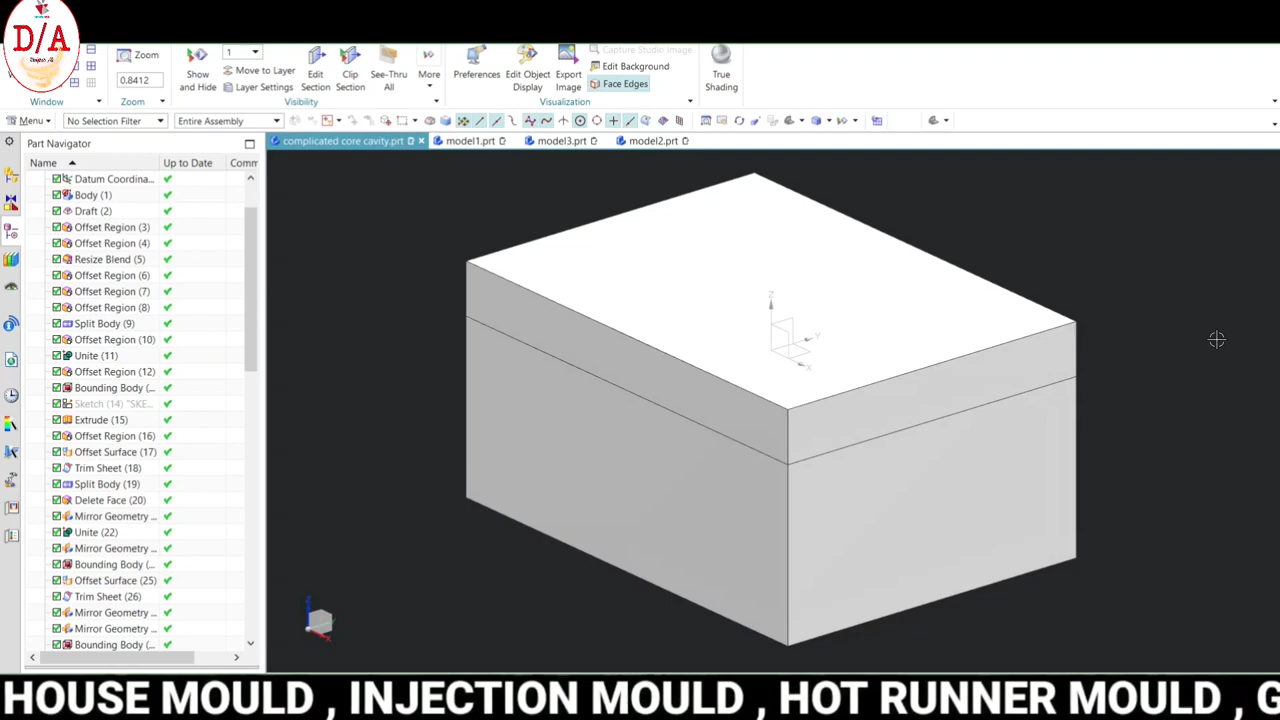 D/A
Zoom
0.8412
Window
Zoom
Show and Hide
1
Move to Layer
Layer Settings
Edit Section
Clip Section
See-Thru All
More
Visibility
Preferences
Edit Object Display
Export Image
Capture Studio Image
Edit Background
Face Edges
Visualization
True Shading
Menu
No Selection Filter
Entire Assembly
Part Navigator
complicated core cavity.prt
model1.prt
model3.prt
model2.prt
Name
Up to Date
Comm
Datum Coordina...
Body (1)
Draft (2)
Offset Region (3)
Offset Region (4)
Resize Blend (5)
Offset Region (6)
Offset Region (7)
Offset Region (8)
Split Body (9)
Offset Region (10)
Unite (11)
Offset Region (12)
Bounding Body (...
Sketch (14) "SKE...
Extrude (15)
Offset Region (16)
Offset Surface (17)
Trim Sheet (18)
Split Body (19)
Delete Face (20)
Mirror Geometry ...
Unite (22)
Mirror Geometry ...
Bounding Body (...
Offset Surface (25)
Trim Sheet (26)
Mirror Geometry ...
Mirror Geometry ...
Bounding Body (...
Z
Y
X
Z
X
HOUSE MOULD , INJECTION MOULD , HOT RUNNER MOULD , G